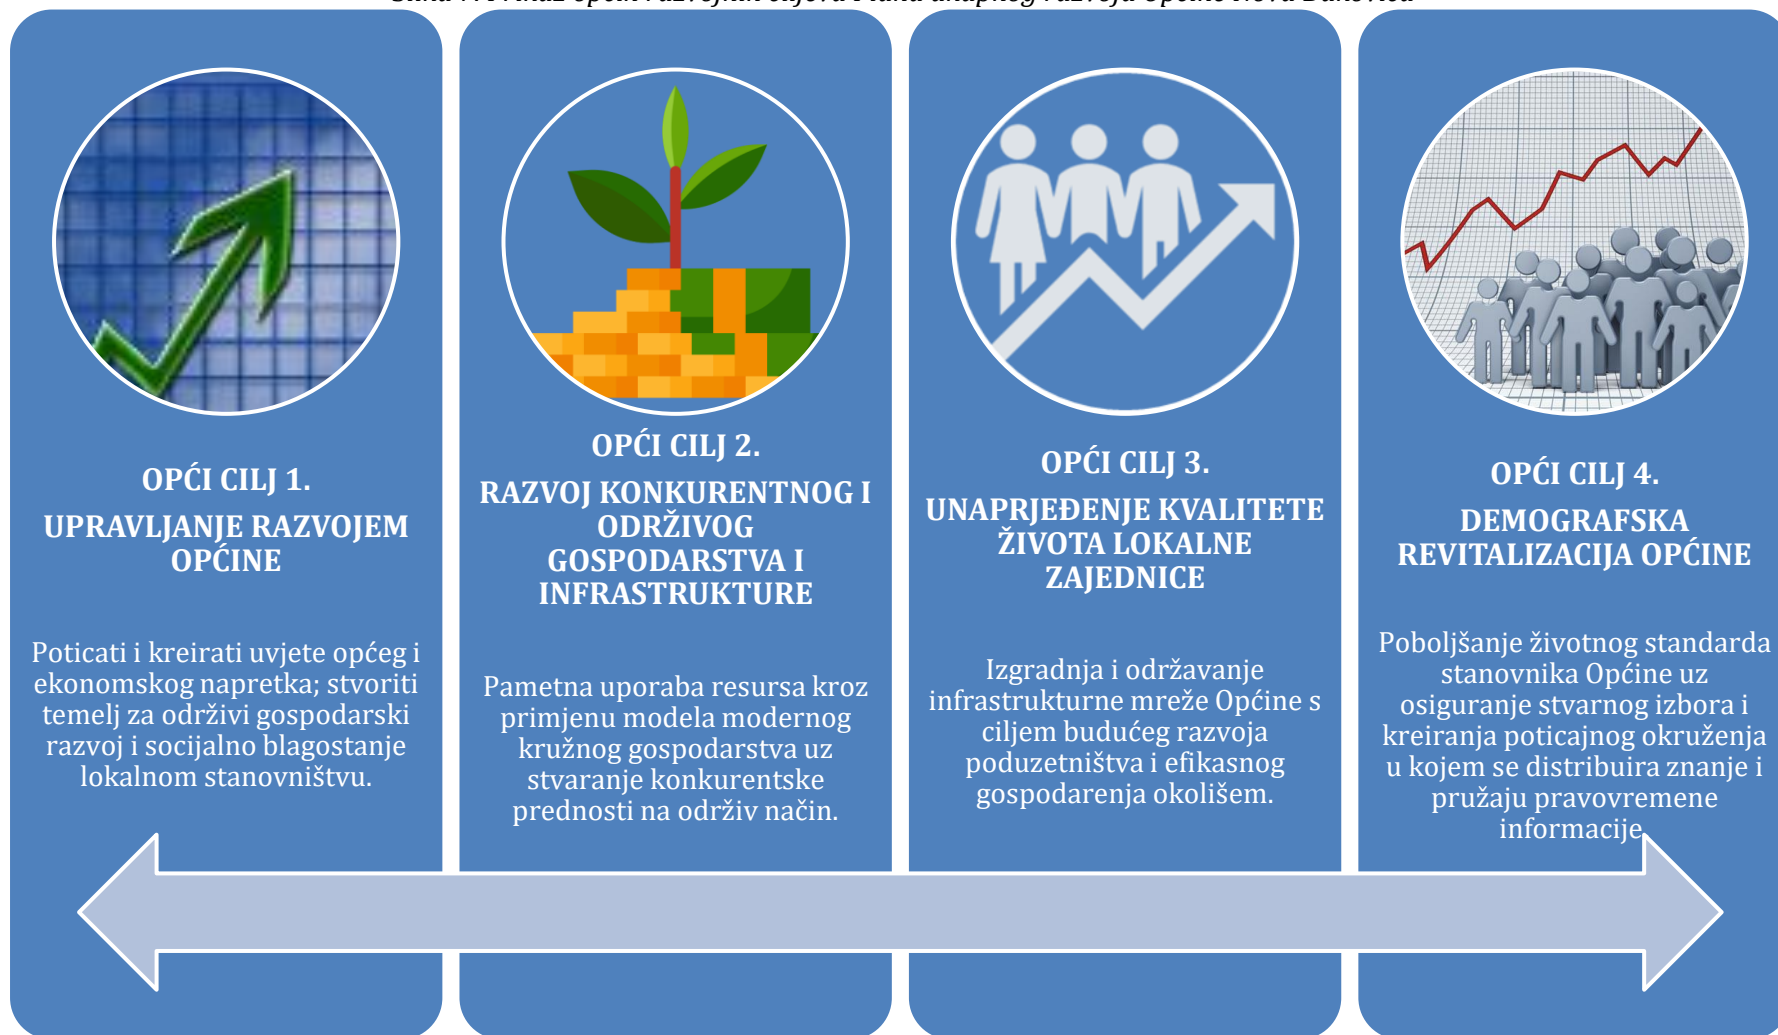 OPĆI CILJ 1.
UPRAVLJANJE RAZVOJEM
OPĆINE
Poticati i kreirati uvjete općeg i
ekonomskog napretka; stvoriti
temelj za održivi gospodarski
razvoj i socijalno blagostanje
lokalnom stanovništvu.
OPĆI CILJ 2.
RAZVOJ KONKURENTNOG I
ODRŽIVOG
GOSPODARSTVA I
INFRASTRUKTURE
Pametna uporaba resursa kroz
primjenu modela modernog
kružnog gospodarstva uz
stvaranje konkurentske
prednosti na održiv način.
OPĆI CILJ 3.
UNAPRJEĐENJE KVALITETE
ŽIVOTA LOKALNE
ZAJEDNICE
Izgradnja i održavanje
infrastrukturne mreže Općine s
ciljem budućeg razvoja
poduzetništva i efikasnog
gospodarenja okolišem.
OPĆI CILJ 4.
DEMOGRAFSKA
REVITALIZACIJA OPĆINE
Poboljšanje životnog standarda
stanovnika Općine uz
osiguranje stvarnog izbora i
kreiranja poticajnog okruženja
u kojem se distribuira znanje i
pružaju pravovremene
informacije.